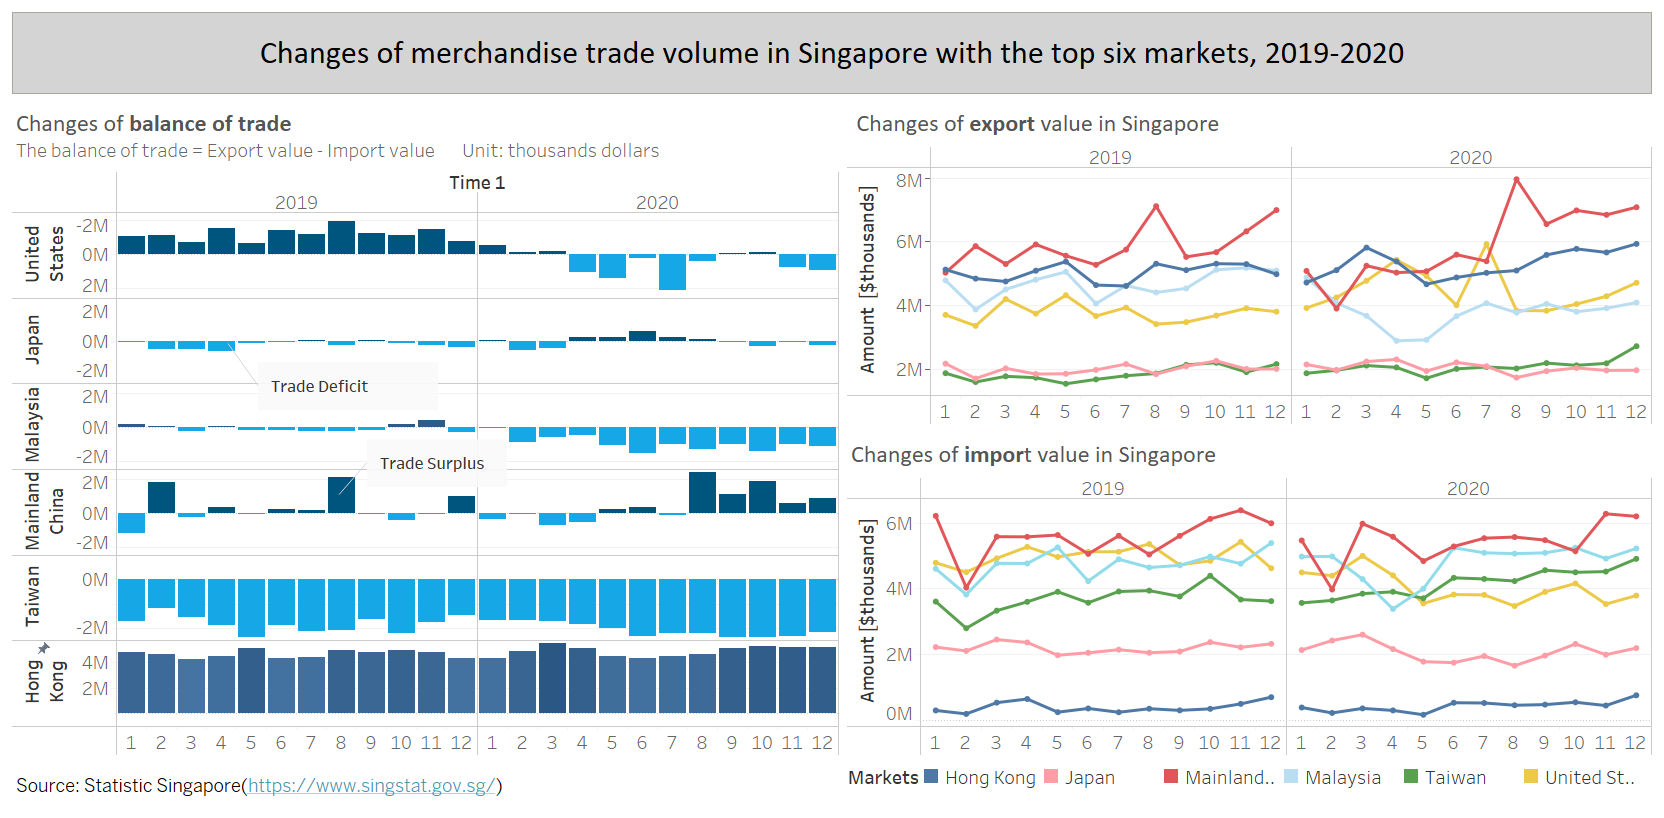 Changes of merchandise trade volume in Singapore with the top six markets, 2019-2020
Changes of balance of trade
The balance of trade = Export value - Import value Unit: thousands dollars
Time 1
2019 2020
United States
-2M
0M
2M
Japan
2M
0M
-2M
Trade Deficit
Malaysia
2M
0M
-2M
Trade Surplus
Mainland China
2M
0M
-2M
Taiwan
0M
-2M
Hong Kong
4M
2M
1 2 3 4 5 6 7 8 9 10 11 12 1 2 3 4 5 6 7 8 9 10 11 12
Source: Statistic Singapore(https://www.singstat.gov.sg/)
Changes of export value in Singapore
2019 2020
Amount [$thousands]
8M
6M
4M
2M
1 2 3 4 5 6 7 8 9 10 11 12 1 2 3 4 5 6 7 8 9 10 11 12
Changes of import value in Singapore
2019 2020
Amount [$thousands]
6M
4M
2M
0M
1 2 3 4 5 6 7 8 9 10 11 12 1 2 3 4 5 6 7 8 9 10 11 12
Markets Hong Kong Japan Mainland.. Malaysia Taiwan United St..